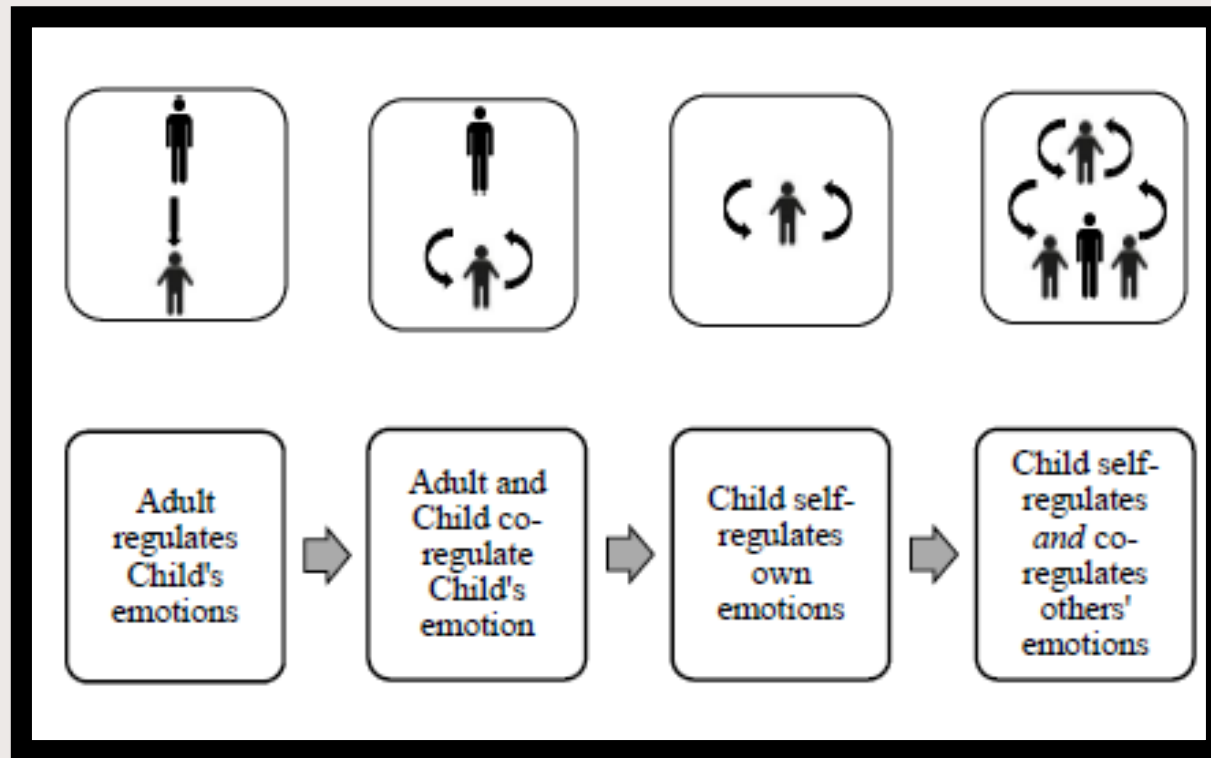 Adult
regulates
Child's
emotions
Adult and
Child co-
regulate
Child's
emotion
Child self-
regulates
own
emotions
Child self-
regulates
and co-
regulates
others'
emotions